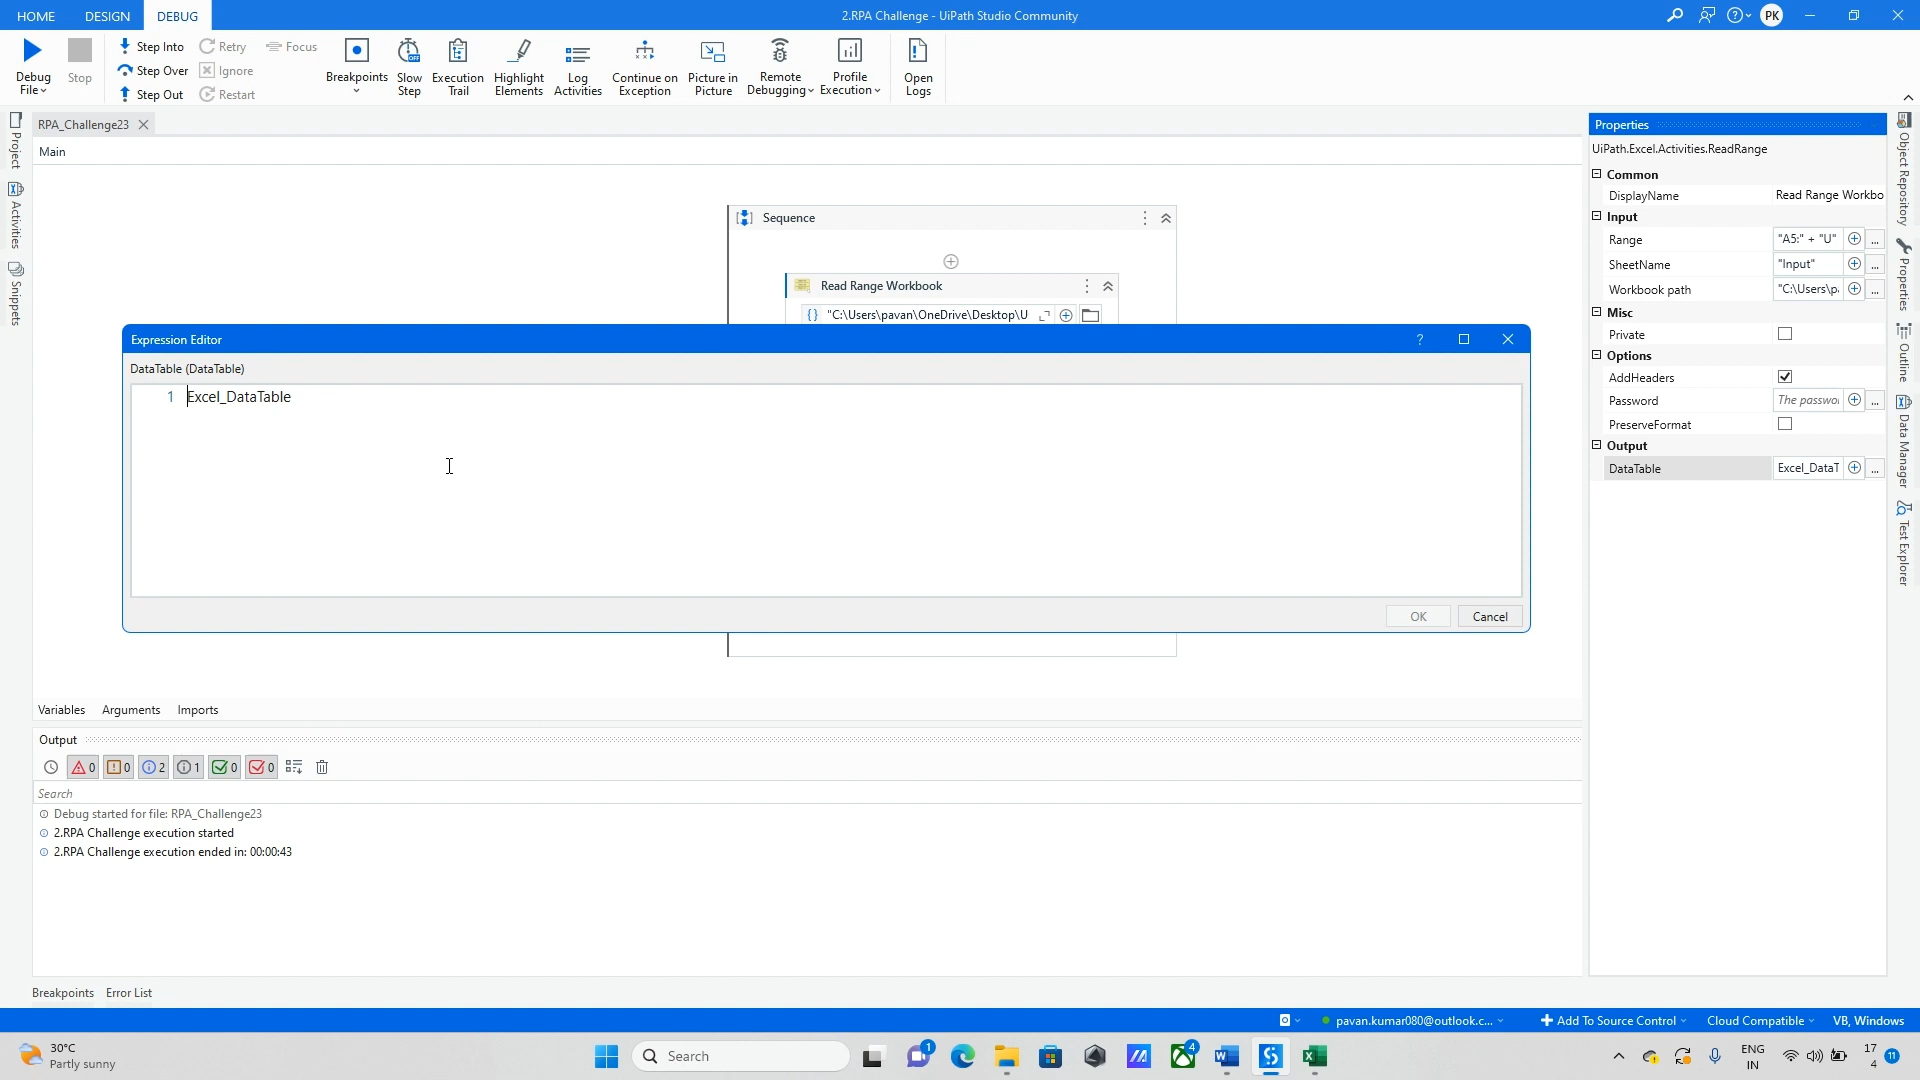 HOME DESIGN DEBUG 2.RPA Challenge - UiPath Studio Community PK
Debug File Stop
Step Into Retry Focus
Step Over Ignore
Step Out Restart
Breakpoints
Slow Step
Execution Trail
Highlight Elements
Log Activities
Continue on Exception
Picture in Picture
Remote Debugging
Profile Execution
Open Logs
Project
Activities
Snippets
RPA_Challenge23
Main
Sequence
Read Range Workbook
"C:\Users\pavan\OneDrive\Desktop\U
Expression Editor ?
DataTable (DataTable)
1 Excel_DataTable
OK Cancel
Variables Arguments Imports
Output
0 0 2 1 0 0
Search
Debug started for file: RPA_Challenge23
2.RPA Challenge execution started
2.RPA Challenge execution ended in: 00:00:43
Breakpoints Error List
Properties
UiPath.Excel.Activities.ReadRange
Common
DisplayName Read Range Workbo
Input
Range "A5:" + "U" ...
SheetName "Input" ...
Workbook path "C:\Users\pa ...
Misc
Private
Options
AddHeaders
Password The passwor ...
PreserveFormat
Output
DataTable Excel_DataT ...
Object Repository
Properties
Outline
Data Manager
Test Explorer
pavan.kumar080@outlook.c... Add To Source Control Cloud Compatible VB, Windows
30°C
Partly sunny
Search
1
4
ENG
IN
17
4
11